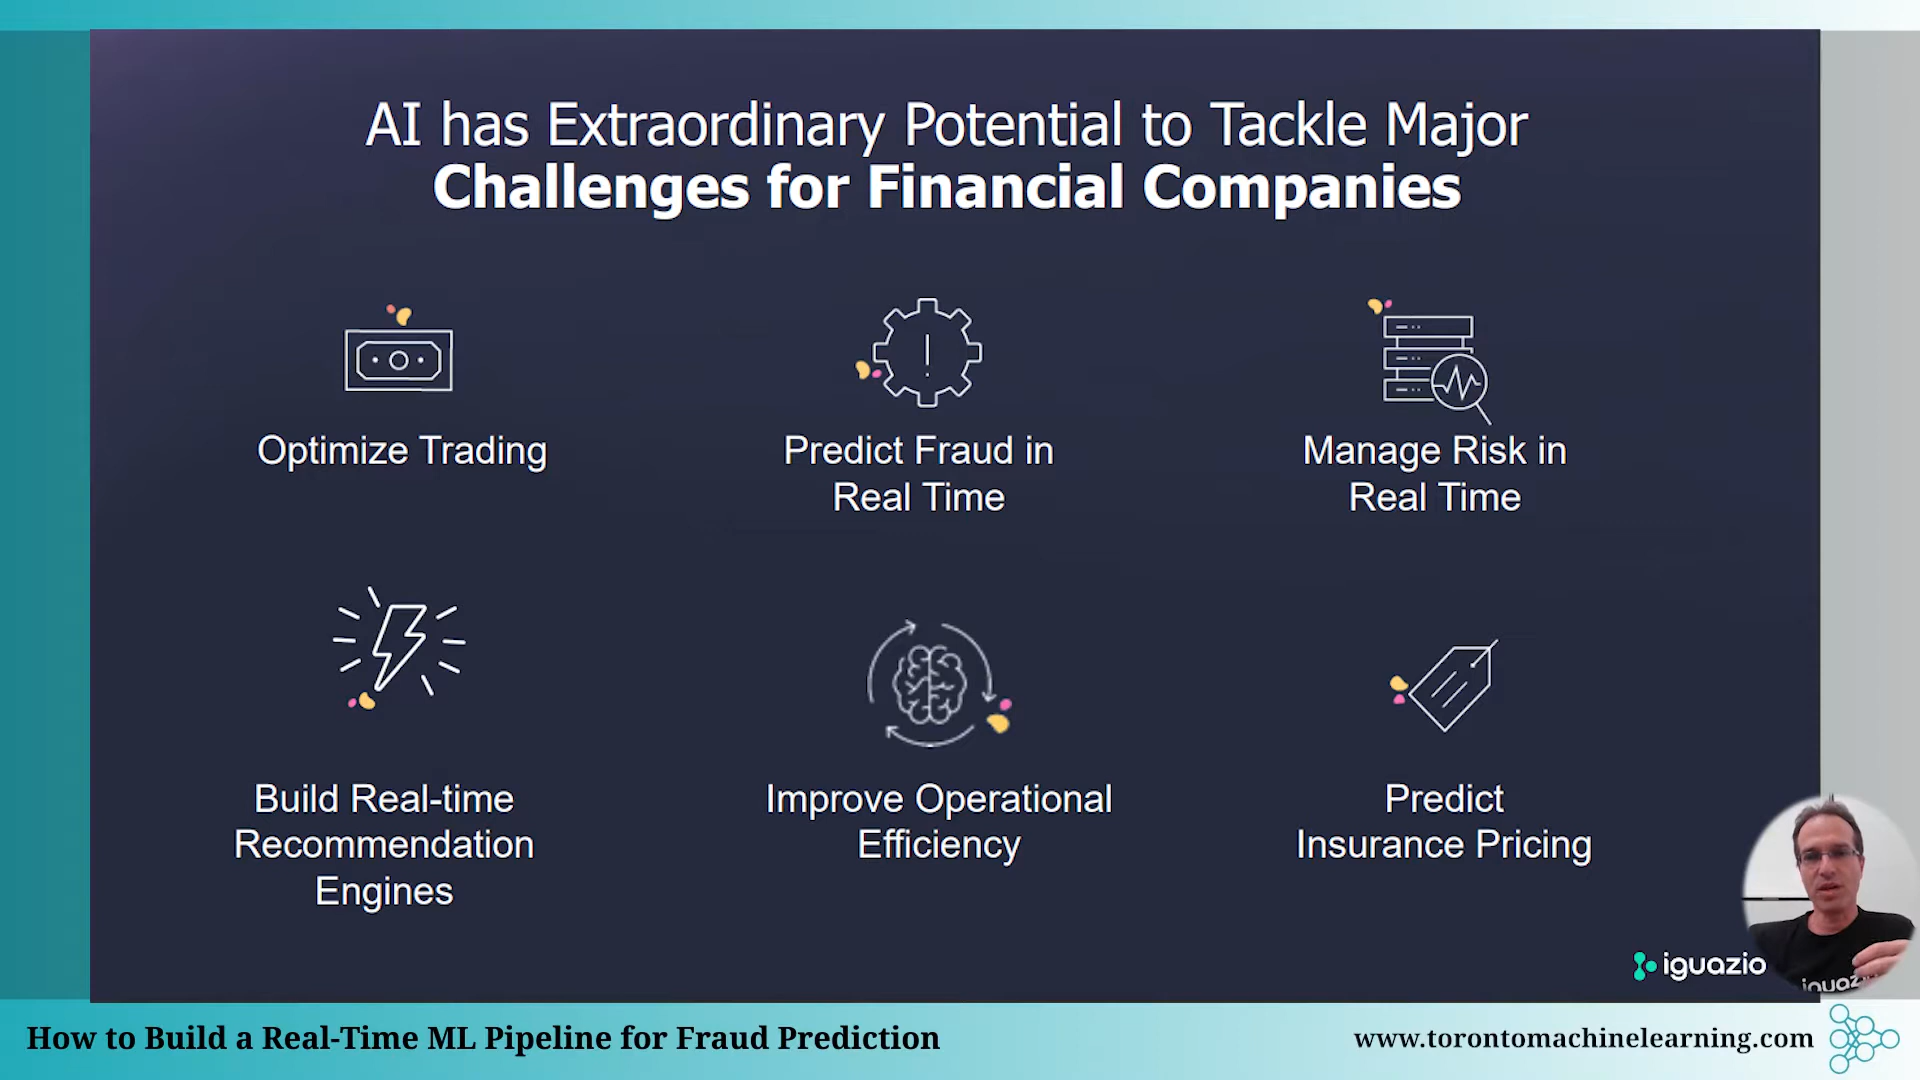 AI has Extraordinary Potential to Tackle Major
Challenges for Financial Companies
Optimize Trading
Predict Fraud in
Real Time
Manage Risk in
Real Time
Build Real-time
Recommendation
Engines
Improve Operational
Efficiency
Predict
Insurance Pricing
iguazio
How to Build a Real-Time ML Pipeline for Fraud Prediction
www.torontomachinelearning.com